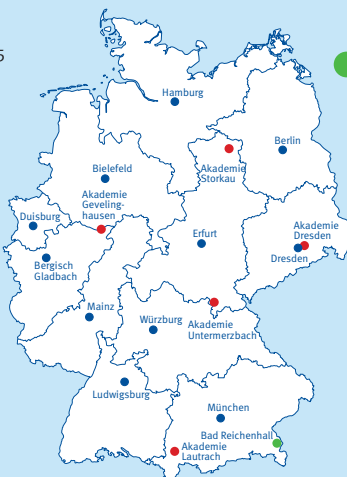 5
Hamburg
Berlin
Akademie
Storkau
Bielefeld
Akademie
Geveling-
hausen
Duisburg
Akademie
Dresden
Erfurt
Dresden
Bergisch
Gladbach
Mainz
Würzburg
Akademie
Untermerzbach
Ludwigsburg
München
Bad Reichenhall
Akademie
Lautrach